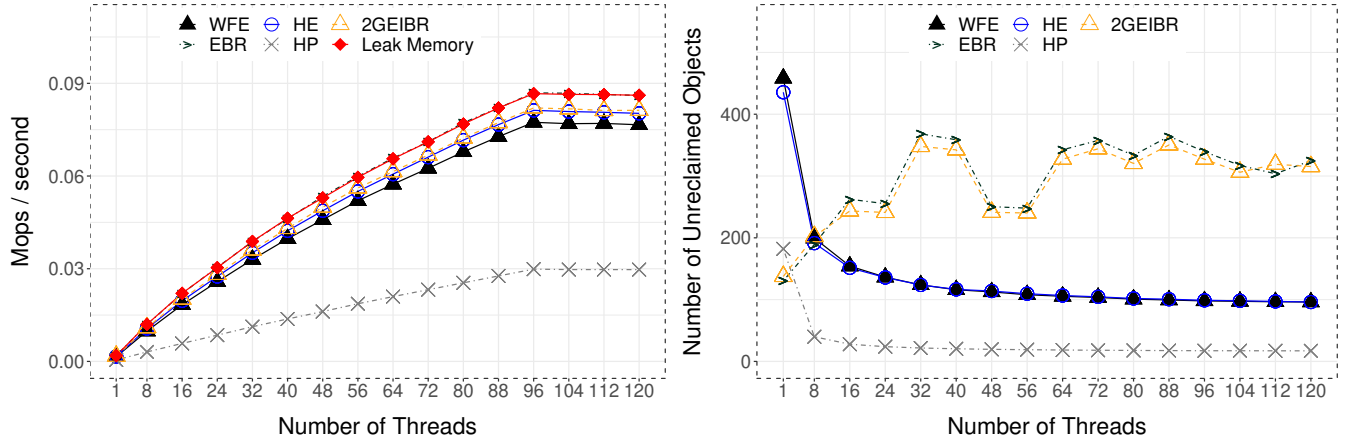 WFE HE 2GEIBR
EBR HP Leak Memory
Mops / second
0.09
0.06
0.03
0.00
1 8 16 24 32 40 48 56 64 72 80 88 96 104 112 120
Number of Threads
WFE HE 2GEIBR
EBR HP
Number of Unreclaimed Objects
400
200
0
1 8 16 24 32 40 48 56 64 72 80 88 96 104 112 120
Number of Threads